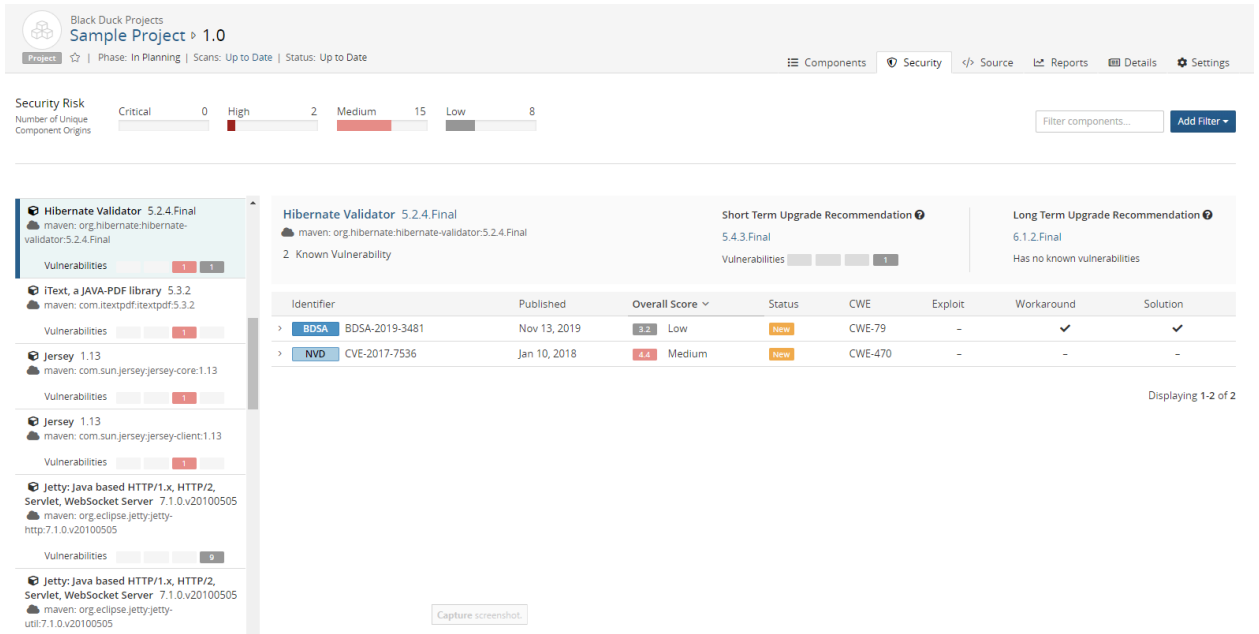 Black Duck Projects
Sample Project 1.0
Project | Phase: In Planning | Scans: Up to Date | Status: Up to Date
Components Security Source Reports Details Settings
Security Risk
Number of Unique
Component Origins
Critical 0 High 2 Medium 15 Low 8
Filter components... Add Filter
Hibernate Validator 5.2.4.Final
maven: org.hibernate:hibernate-
validator:5.2.4.Final
Vulnerabilities 1 1
iText, a JAVA-PDF library 5.3.2
maven: com.itextpdf:itextpdf:5.3.2
Vulnerabilities 1
Jersey 1.13
maven: com.sun.jersey:jersey-core:1.13
Vulnerabilities 1
Jersey 1.13
maven: com.sun.jersey:jersey-client:1.13
Vulnerabilities 1
Jetty: Java based HTTP/1.x, HTTP/2,
Servlet, WebSocket Server 7.1.0.v20100505
maven: org.eclipse.jetty:jetty-
http:7.1.0.v20100505
Vulnerabilities 9
Jetty: Java based HTTP/1.x, HTTP/2,
Servlet, WebSocket Server 7.1.0.v20100505
maven: org.eclipse.jetty:jetty-
util:7.1.0.v20100505
Hibernate Validator 5.2.4.Final
maven: org.hibernate:hibernate-validator:5.2.4.Final
2 Known Vulnerability
Short Term Upgrade Recommendation ?
5.4.3.Final
Vulnerabilities 1
Long Term Upgrade Recommendation ?
6.1.2.Final
Has no known vulnerabilities
Identifier Published Overall Score Status CWE Exploit Workaround Solution
BDSA BDSA-2019-3481 Nov 13, 2019 3.2 Low New CWE-79 – ✔ ✔
NVD CVE-2017-7536 Jan 10, 2018 4.4 Medium New CWE-470 – – –
Displaying 1-2 of 2
Capture screenshot.